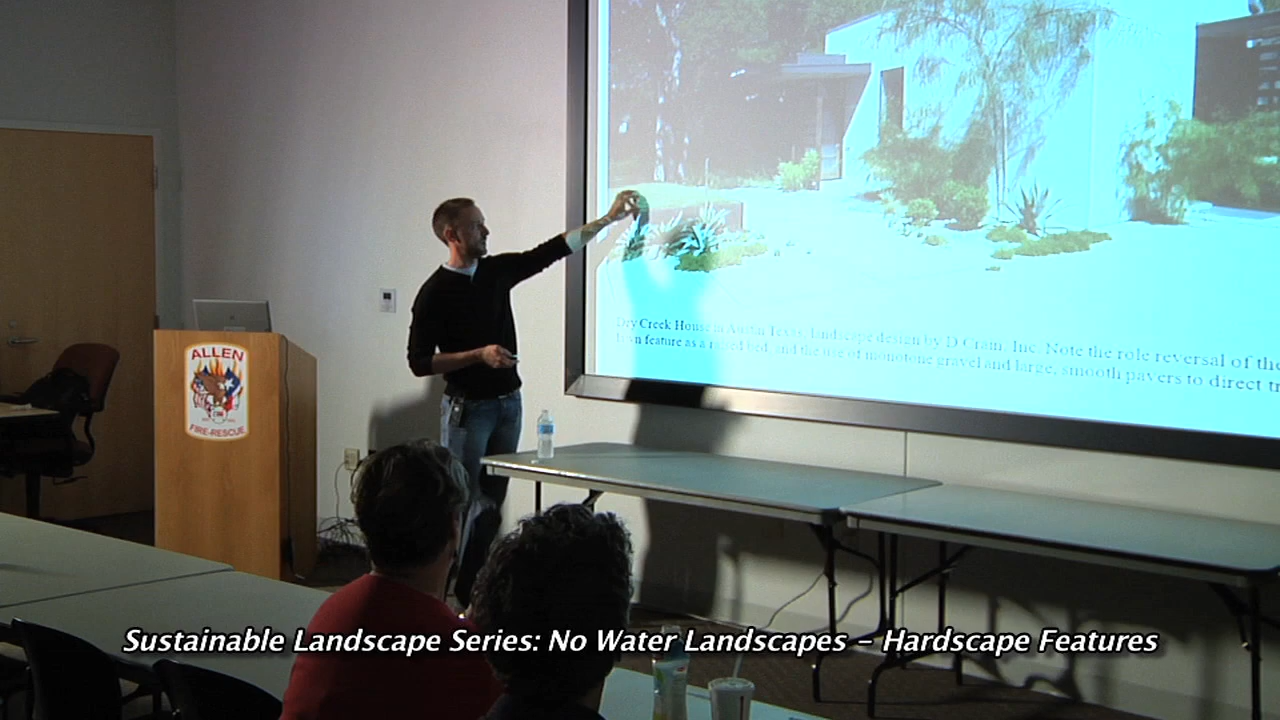 Dry Creek House in Austin Texas, landscape design by D Crain, Inc. Note the role reversal of the
lawn feature as a raised bed, and the use of monotone gravel and large, smooth pavers to direct
ALLEN
FIRE-RESCUE
Sustainable Landscape Series: No Water Landscapes – Hardscape Features